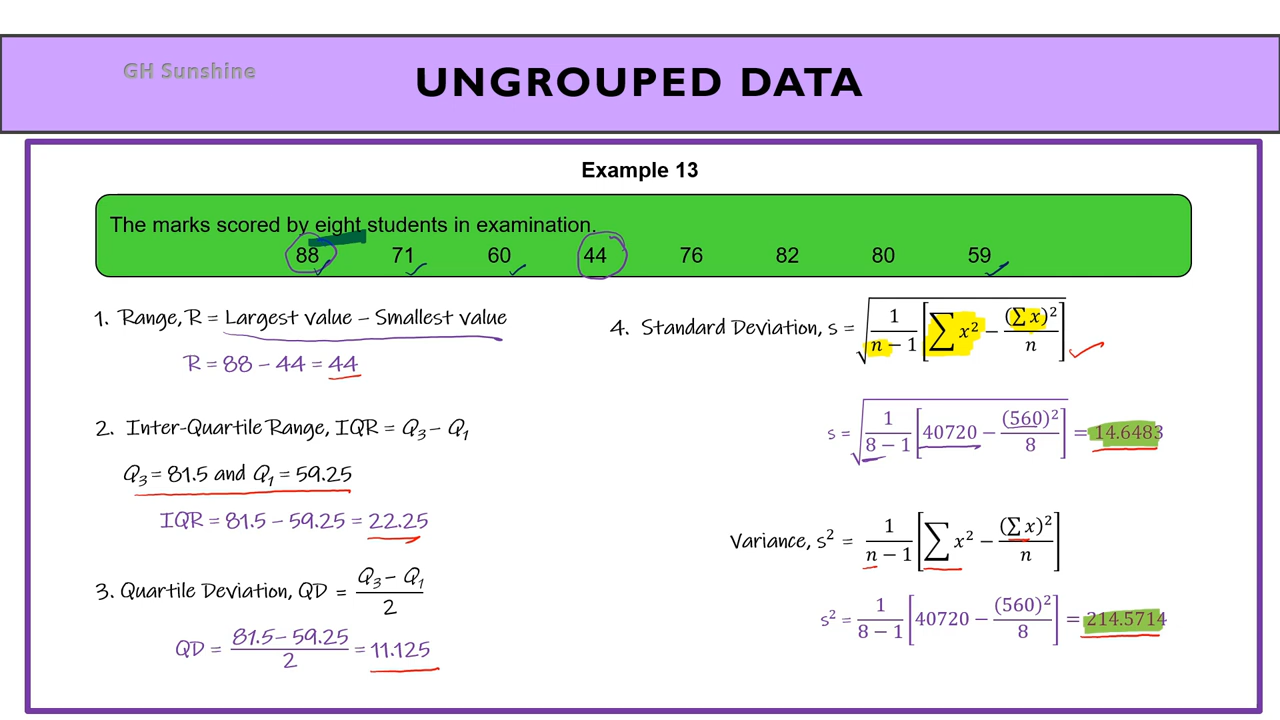 GH Sunshine
UNGROUPED DATA
Example 13
The marks scored by eight students in examination.
88 71 60 44 76 82 80 59
1. Range, R = Largest value – Smallest value
R = 88 – 44 = 44
2. Inter-Quartile Range, IQR = Q₃ – Q₁
Q₃ = 81.5 and Q₁ = 59.25
IQR = 81.5 – 59.25 = 22.25
3. Quartile Deviation, QD = (Q₃ – Q₁)/2
QD = (81.5 – 59.25)/2 = 11.125
4. Standard Deviation, s = √(1/(n − 1) [∑ x² − (∑ x)²/n])
s = √(1/(8 − 1) [40720 − (560)²/8]) = 14.6483
Variance, s² = 1/(n − 1) [∑ x² − (∑ x)²/n]
s² = 1/(8 − 1) [40720 − (560)²/8] = 214.5714